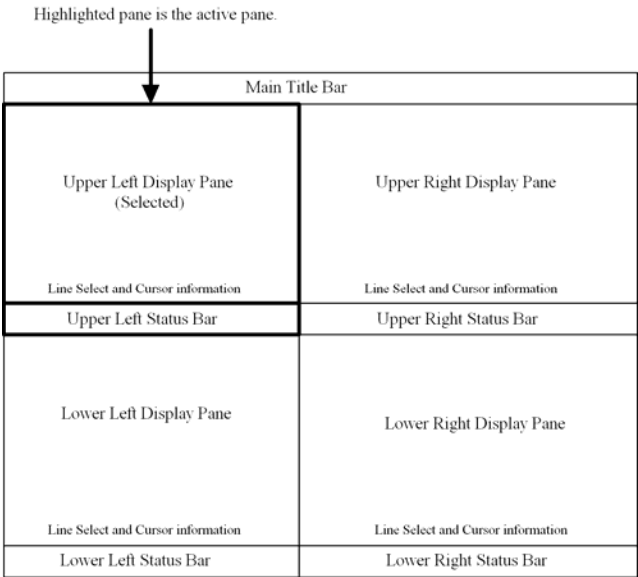 Highlighted pane is the active pane.
Main Title Bar
Upper Left Display Pane
(Selected)
Upper Right Display Pane
Line Select and Cursor information
Line Select and Cursor information
Upper Left Status Bar
Upper Right Status Bar
Lower Left Display Pane
Lower Right Display Pane
Line Select and Cursor information
Line Select and Cursor information
Lower Left Status Bar
Lower Right Status Bar